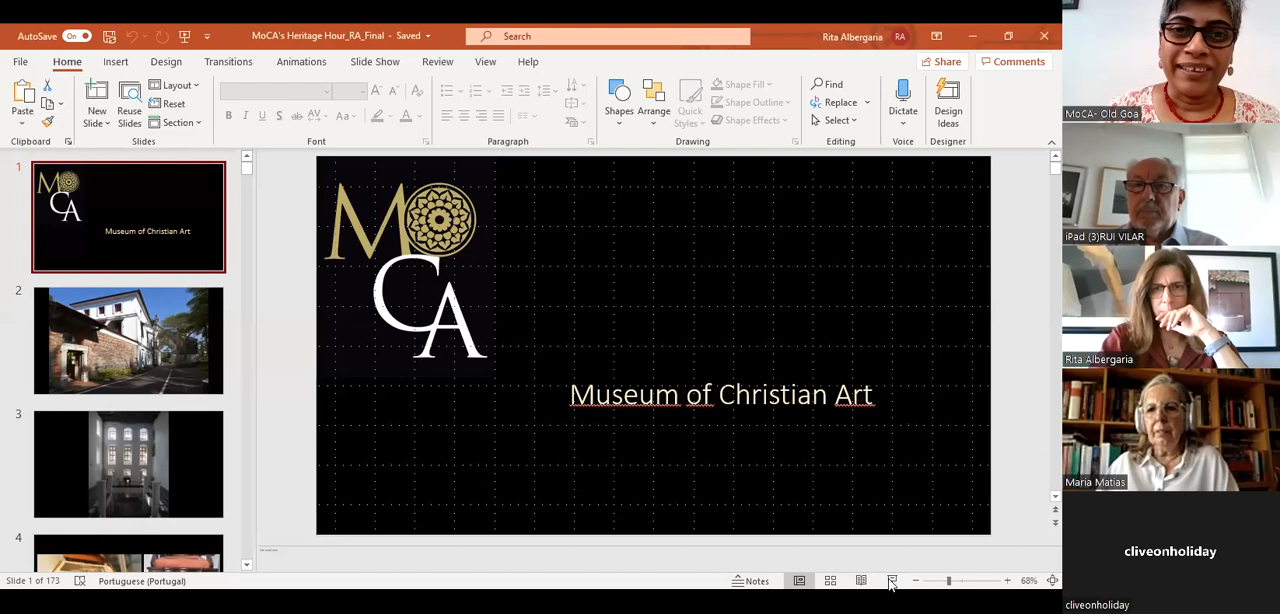 AutoSave On
MoCA's Heritage Hour_RA_Final - Saved
Search
Rita Albergaria RA
File Home Insert Design Transitions Animations Slide Show Review View Help
Share Comments
Paste
Clipboard
New Slides
Reuse Slides
Layout
Reset
Section
Slides
Font
Paragraph
Shapes
Arrange
Quick Styles
Shape Fill
Shape Outline
Shape Effects
Drawing
Find
Replace
Select
Editing
Dictate
Voice
Design Ideas
Designer
1
MOCA
Museum of Christian Art
2
3
4
MOCA
Museum of Christian Art
Slide 1 of 173
Portuguese (Portugal)
Notes
68%
MoCA- Old Goa
iPad (3)RUI VILAR
Rita Albergaria
Maria Matias
cliveonholiday
cliveonholiday